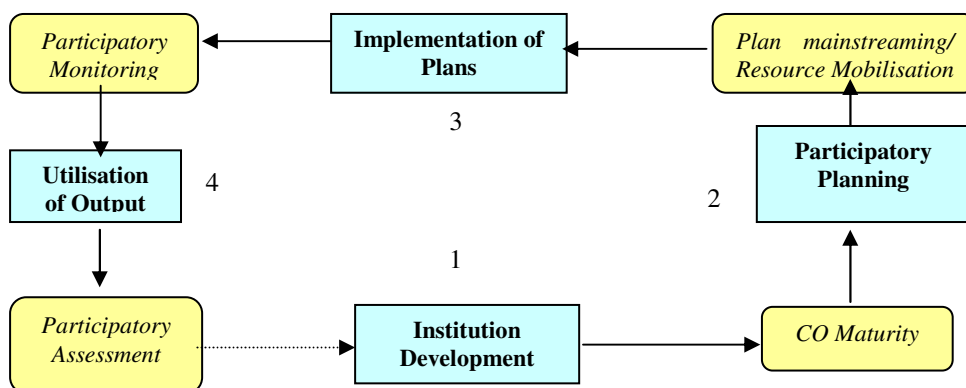 Participatory
Monitoring
Implementation of
Plans
Plan mainstreaming/
Resource Mobilisation
3
Participatory
Planning
Utilisation
of Output
4
2
1
Participatory
Assessment
Institution
Development
CO Maturity